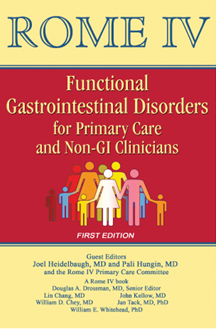 ROME IV
Functional
Gastrointestinal Disorders
for Primary Care
and Non-GI Clinicians
FIRST EDITION
Guest Editors
Joel Heidelbaugh, MD and Pali Hungin, MD
and the Rome IV Primary Care Committee
A Rome IV book
Douglas A. Drossman, MD, Senior Editor
Lin Chang, MD John Kellow, MD
William D. Chey, MD Jan Tack, MD, PhD
William E. Whitehead, PhD